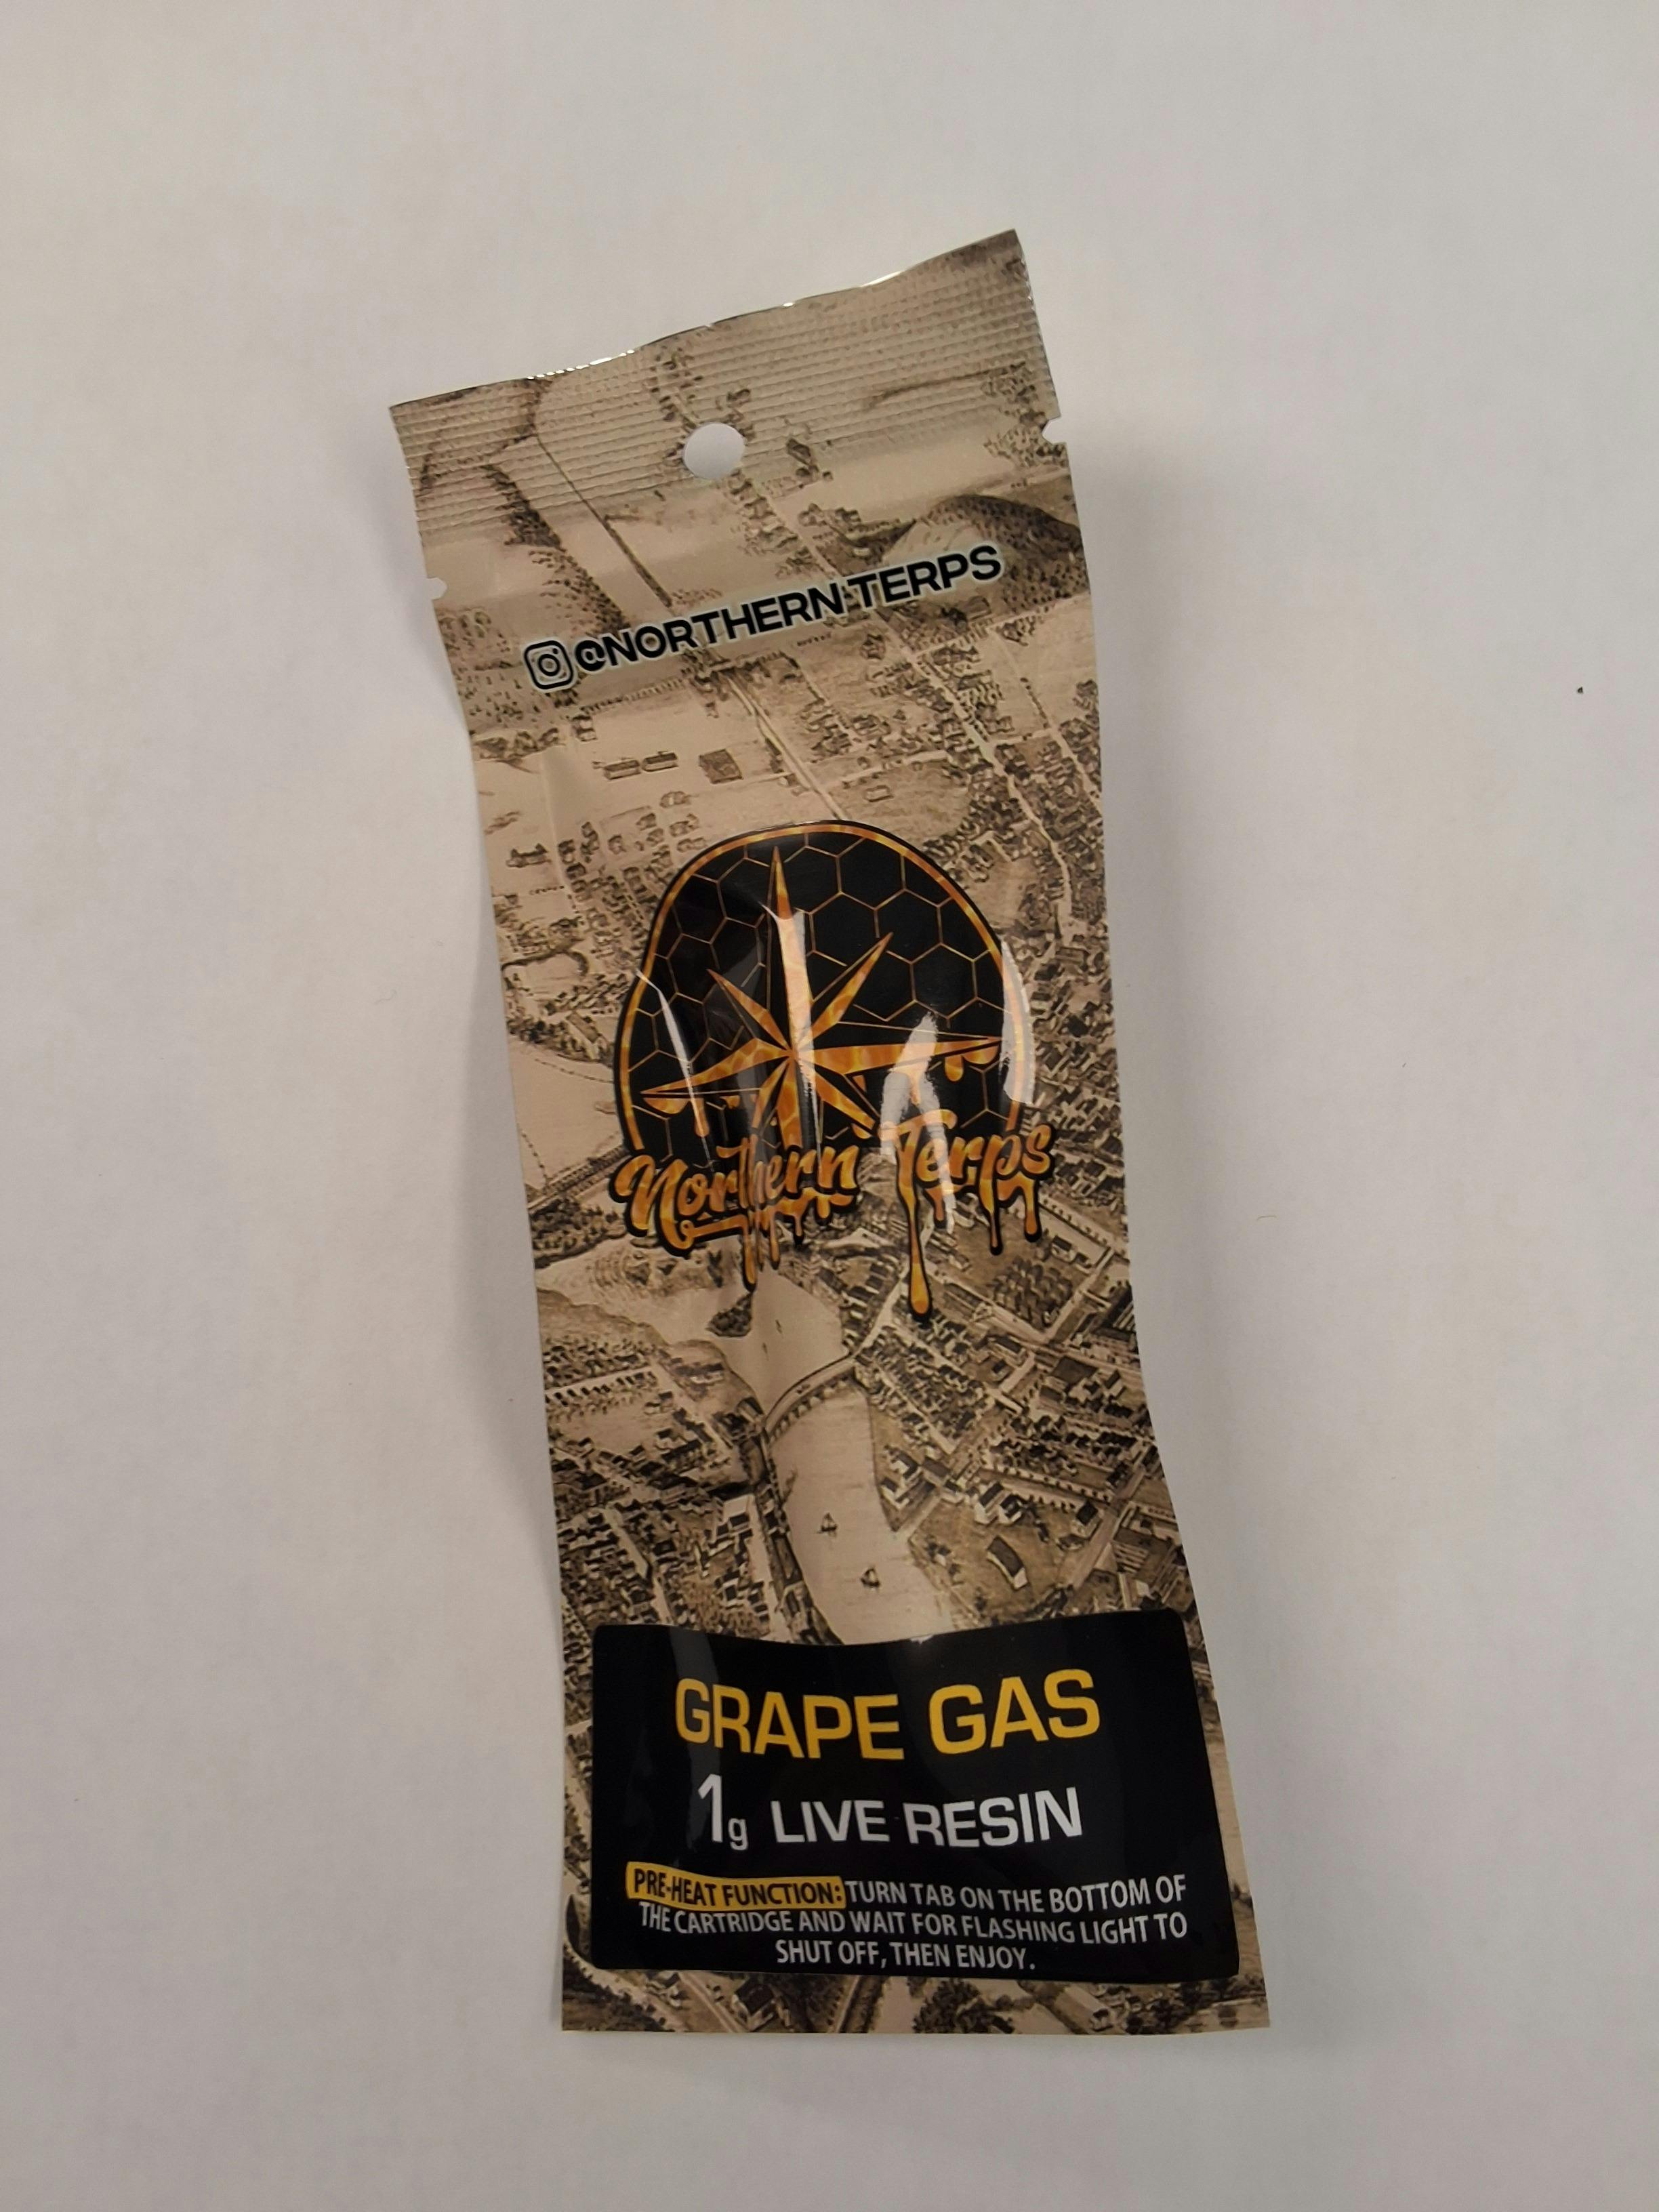 @NORTHERN.TERPS
Northern Terps
GRAPE GAS
1g LIVE RESIN
PRE-HEAT FUNCTION: TURN TAB ON THE BOTTOM OF
THE CARTRIDGE AND WAIT FOR FLASHING LIGHT TO
SHUT OFF, THEN ENJOY.